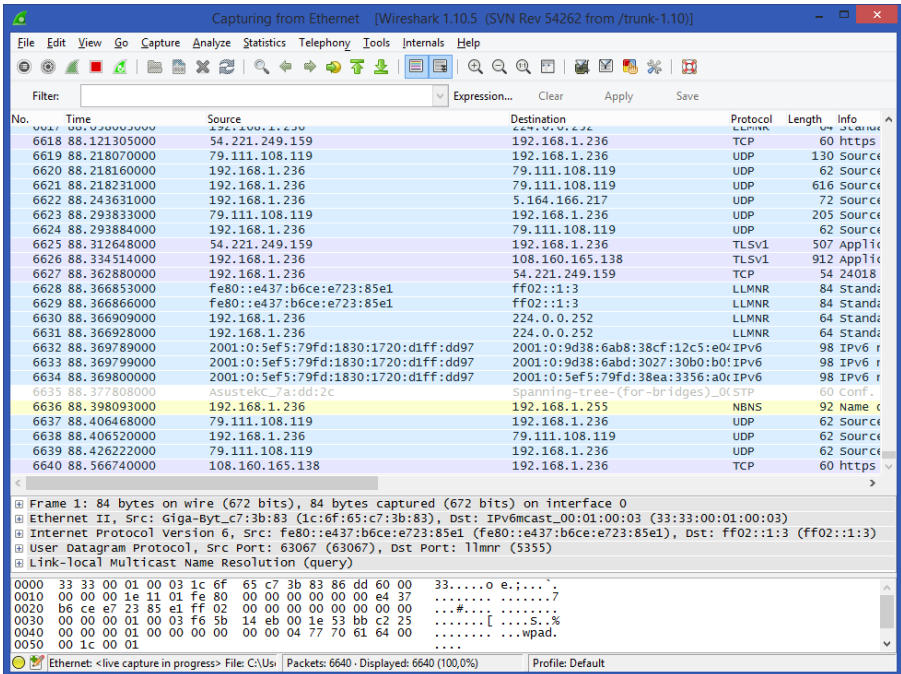 Capturing from Ethernet [Wireshark 1.10.5 (SVN Rev 54262 from /trunk-1.10)]
File Edit View Go Capture Analyze Statistics Telephony Tools Internals Help
Filter: Expression... Clear Apply Save
No. Time Source Destination Protocol Length Info
6617 88.058065000 192.168.1.236 224.0.0.252 LLMNR 64 Standa
6618 88.121305000 54.221.249.159 192.168.1.236 TCP 60 https
6619 88.218070000 79.111.108.119 192.168.1.236 UDP 130 Source
6620 88.218160000 192.168.1.236 79.111.108.119 UDP 62 Source
6621 88.218231000 192.168.1.236 79.111.108.119 UDP 616 Source
6622 88.243631000 192.168.1.236 5.164.166.217 UDP 72 Source
6623 88.293833000 79.111.108.119 192.168.1.236 UDP 205 Source
6624 88.293884000 192.168.1.236 79.111.108.119 UDP 62 Source
6625 88.312648000 54.221.249.159 192.168.1.236 TLSv1 507 Applic
6626 88.334514000 192.168.1.236 108.160.165.138 TLSv1 912 Applic
6627 88.362880000 192.168.1.236 54.221.249.159 TCP 54 24018
6628 88.366853000 fe80::e437:b6ce:e723:85e1 ff02::1:3 LLMNR 84 Standa
6629 88.366866000 fe80::e437:b6ce:e723:85e1 ff02::1:3 LLMNR 84 Standa
6630 88.366909000 192.168.1.236 224.0.0.252 LLMNR 64 Standa
6631 88.366928000 192.168.1.236 224.0.0.252 LLMNR 64 Standa
6632 88.369789000 2001:0:5ef5:79fd:1830:1720:d1ff:dd97 2001:0:9d38:6ab8:38cf:12c5:e04 IPv6 98 IPv6 n
6633 88.369799000 2001:0:5ef5:79fd:1830:1720:d1ff:dd97 2001:0:9d38:6abd:3027:30b0:b05 IPv6 98 IPv6 n
6634 88.369800000 2001:0:5ef5:79fd:1830:1720:d1ff:dd97 2001:0:5ef5:79fd:38ea:3356:a0c IPv6 98 IPv6 n
6635 88.377808000 AsustekC_7a:dd:2c Spanning-tree-(for-bridges)_00 STP 60 Conf.
6636 88.398093000 192.168.1.236 192.168.1.255 NBNS 92 Name q
6637 88.406468000 79.111.108.119 192.168.1.236 UDP 62 Source
6638 88.406520000 192.168.1.236 79.111.108.119 UDP 62 Source
6639 88.426222000 79.111.108.119 192.168.1.236 UDP 62 Source
6640 88.566740000 108.160.165.138 192.168.1.236 TCP 60 https
Frame 1: 84 bytes on wire (672 bits), 84 bytes captured (672 bits) on interface 0
Ethernet II, Src: Giga-Byt_c7:3b:83 (1c:6f:65:c7:3b:83), Dst: IPv6mcast_00:01:00:03 (33:33:00:01:00:03)
Internet Protocol Version 6, Src: fe80::e437:b6ce:e723:85e1 (fe80::e437:b6ce:e723:85e1), Dst: ff02::1:3 (ff02::1:3)
User Datagram Protocol, Src Port: 63067 (63067), Dst Port: llmnr (5355)
Link-local Multicast Name Resolution (query)
0000 33 33 00 01 00 03 1c 6f 65 c7 3b 83 86 dd 60 00 33.....o e.;...`.
0010 00 00 00 1e 11 01 fe 80 00 00 00 00 00 00 e4 37 ........ .......7
0020 b6 ce e7 23 85 e1 ff 02 00 00 00 00 00 00 00 00 ...#.... ........
0030 00 00 00 01 00 03 f6 5b 14 eb 00 1e 53 bb c2 25 .......[ ....S..%
0040 00 00 00 01 00 00 00 00 00 00 04 77 70 61 64 00 ........ ...wpad.
0050 00 1c 00 01 ....
Ethernet: <live capture in progress> File: C:\Us Packets: 6640 · Displayed: 6640 (100,0%) Profile: Default